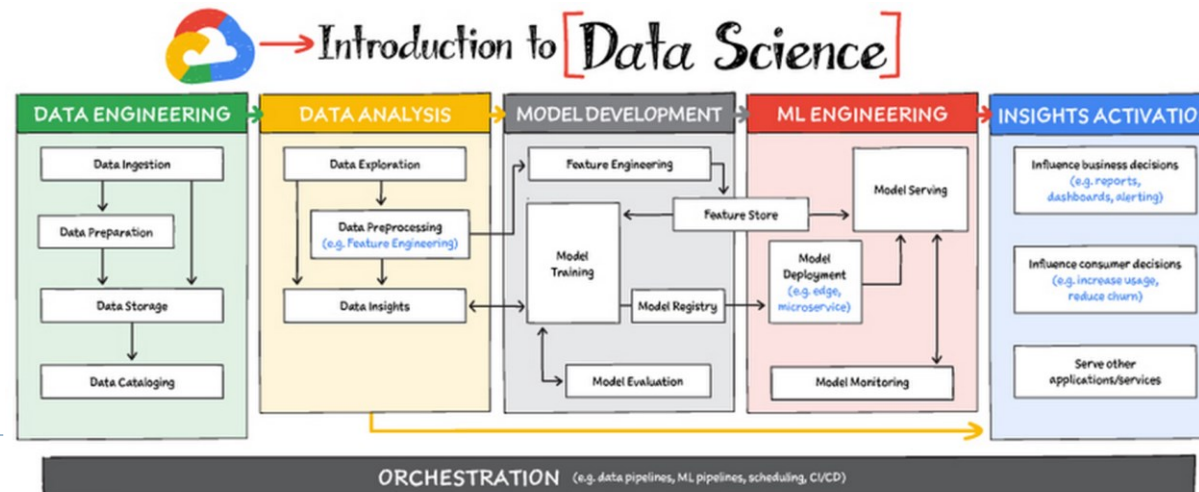 Introduction to [Data Science]
DATA ENGINEERING
Data Ingestion
Data Preparation
Data Storage
Data Cataloging
DATA ANALYSIS
Data Exploration
Data Preprocessing
(e.g. Feature Engineering)
Data Insights
MODEL DEVELOPMENT
Feature Engineering
Feature Store
Model
Training
Model Registry
Model Evaluation
ML ENGINEERING
Model Serving
Model
Deployment
(e.g. edge,
microservice)
Model Monitoring
INSIGHTS ACTIVATIO
Influence business decisions
(e.g. reports,
dashboards, alerting)
Influence consumer decisions
(e.g. increase usage,
reduce churn)
Serve other
applications/services
ORCHESTRATION (e.g. data pipelines, ML pipelines, scheduling, CI/CD)